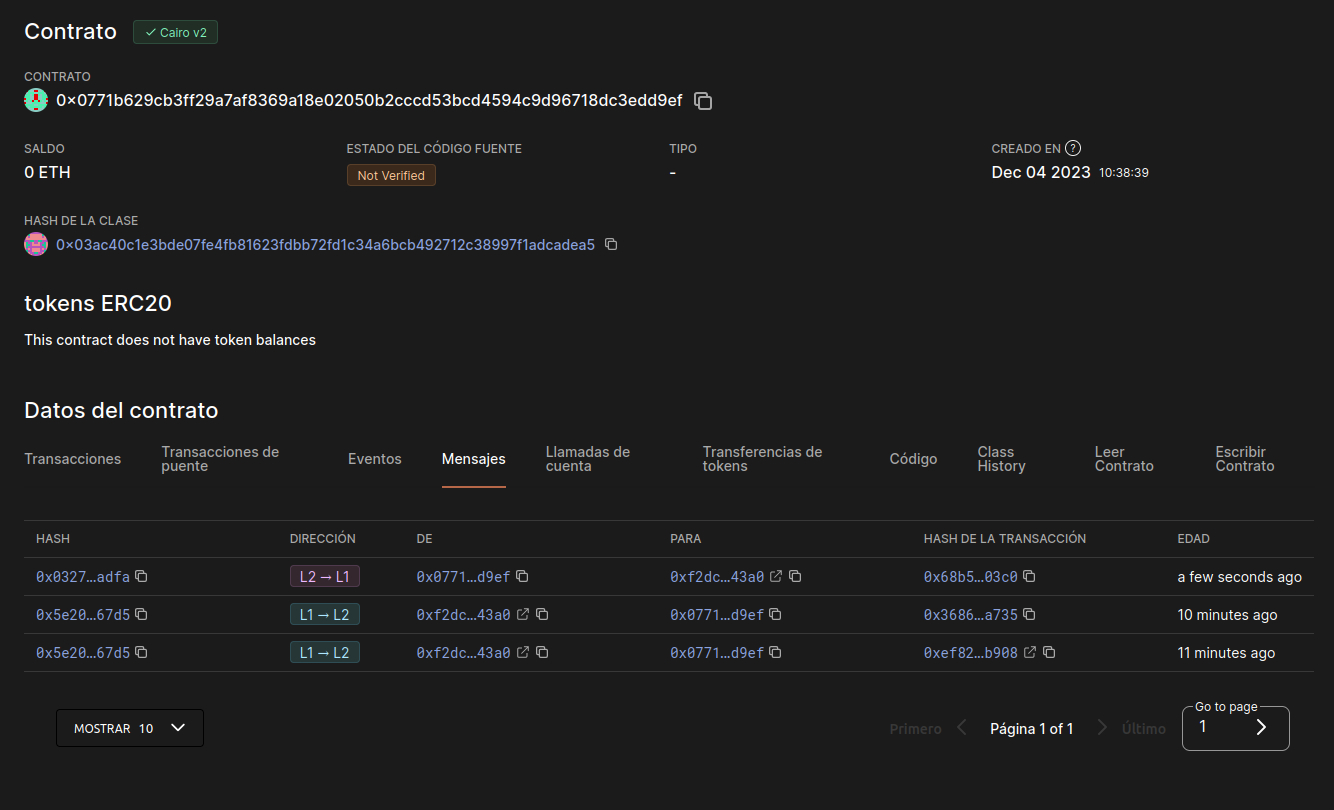 Contrato
Cairo v2
CONTRATO
0x0771b629cb3ff29a7af8369a18e02050b2cccd53bcd4594c9d96718dc3edd9ef
SALDO ESTADO DEL CÓDIGO FUENTE TIPO CREADO EN ?
0 ETH Not Verified - Dec 04 2023 10:38:39
HASH DE LA CLASE
0x03ac40c1e3bde07fe4fb81623fdbb72fd1c34a6bcb492712c38997f1adcadea5
tokens ERC20
This contract does not have token balances
Datos del contrato
Transacciones Transacciones de puente Eventos Mensajes Llamadas de cuenta Transferencias de tokens Código Class History Leer Contrato Escribir Contrato
HASH DIRECCIÓN DE PARA HASH DE LA TRANSACCIÓN EDAD
0x0327…adfa L2 → L1 0x0771…d9ef 0xf2dc…43a0 0x68b5…03c0 a few seconds ago
0x5e20…67d5 L1 → L2 0xf2dc…43a0 0x0771…d9ef 0x3686…a735 10 minutes ago
0x5e20…67d5 L1 → L2 0xf2dc…43a0 0x0771…d9ef 0xef82…b908 11 minutes ago
MOSTRAR 10 Primero Página 1 of 1 Último Go to page 1